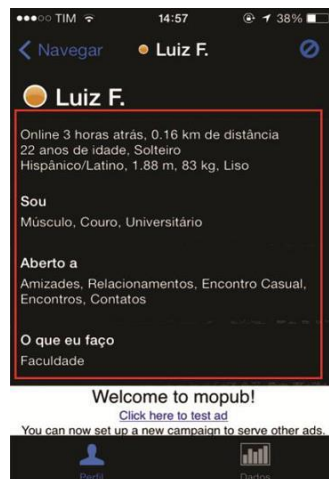 TIM 14:57 38%
Navegar Luiz F.
Luiz F.
Online 3 horas atrás, 0.16 km de distância
22 anos de idade, Solteiro
Hispânico/Latino, 1.88 m, 83 kg, Liso
Sou
Músculo, Couro, Universitário
Aberto a
Amizades, Relacionamentos, Encontro Casual,
Encontros, Contatos
O que eu faço
Faculdade
Welcome to mopub!
Click here to test ad
You can now set up a new campaign to serve other ads.
Perfil Dados